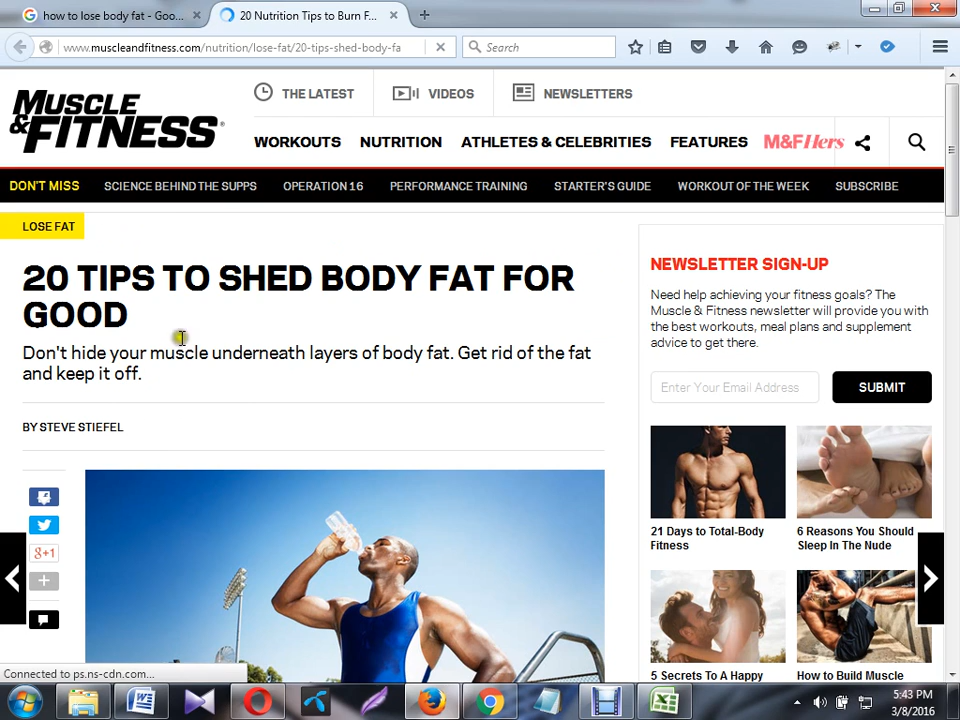 how to lose body fat - Goo...
20 Nutrition Tips to Burn F...
www.muscleandfitness.com/nutrition/lose-fat/20-tips-shed-body-fa
Search
MUSCLE & FITNESS
THE LATEST
VIDEOS
NEWSLETTERS
WORKOUTS
NUTRITION
ATHLETES & CELEBRITIES
FEATURES
M&F Hers
DON'T MISS
SCIENCE BEHIND THE SUPPS
OPERATION 16
PERFORMANCE TRAINING
STARTER'S GUIDE
WORKOUT OF THE WEEK
SUBSCRIBE
LOSE FAT
20 TIPS TO SHED BODY FAT FOR
GOOD
Don't hide your muscle underneath layers of body fat. Get rid of the fat
and keep it off.
BY STEVE STIEFEL
g+1
NEWSLETTER SIGN-UP
Need help achieving your fitness goals? The
Muscle & Fitness newsletter will provide you with
the best workouts, meal plans and supplement
advice to get there.
Enter Your Email Address
SUBMIT
21 Days to Total-Body
Fitness
6 Reasons You Should
Sleep In The Nude
5 Secrets To A Happy
How to Build Muscle
Connected to ps.ns-cdn.com...
5:43 PM
3/8/2016